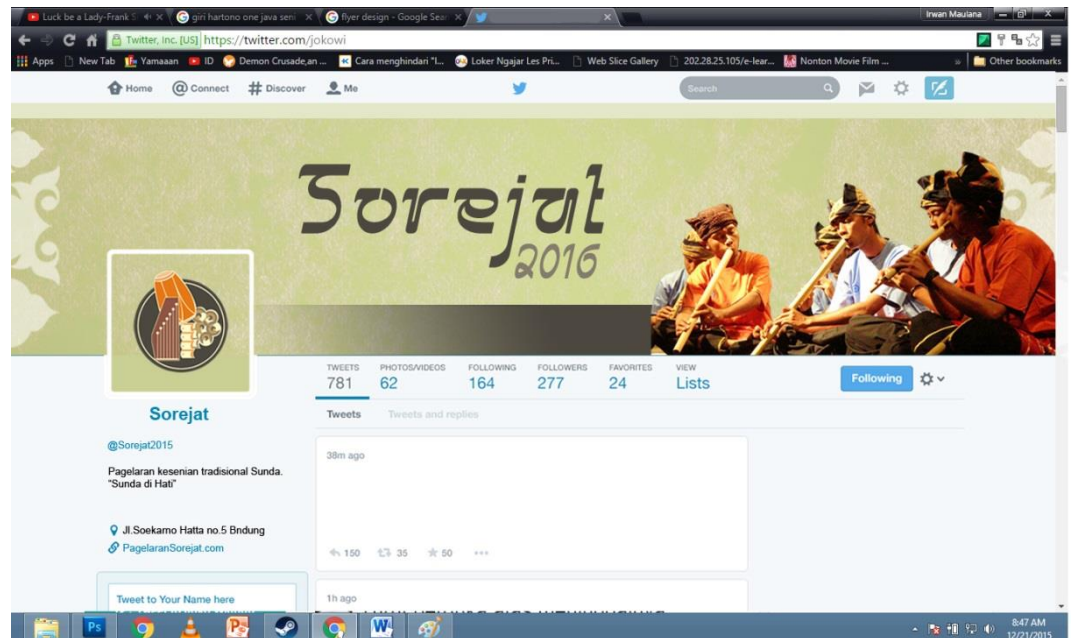 Luck be a Lady-Frank S
giri hartono one java seni
flyer design - Google Sear
Irwan Maulana
Twitter, Inc. [US] https://twitter.com/jokowi
Apps New Tab Yamaaan ID Demon Crusade,an ... Cara menghindari "I... Loker Ngajar Les Pri... Web Slice Gallery 202.28.25.105/e-lear... Nonton Movie Film ... » Other bookmarks
Home Connect Discover Me Search
Sorejat
2016
TWEETS PHOTOS/VIDEOS FOLLOWING FOLLOWERS FAVORITES VIEW
781 62 164 277 24 Lists
Following
Sorejat
Tweets Tweets and replies
@Sorejat2015
38m ago
Pagelaran kesenian tradisional Sunda.
"Sunda di Hati"
Jl.Soekarno Hatta no.5 Bndung
PagelaranSorejat.com
150 35 50
Tweet to Your Name here
1h ago
8:47 AM
12/21/2015